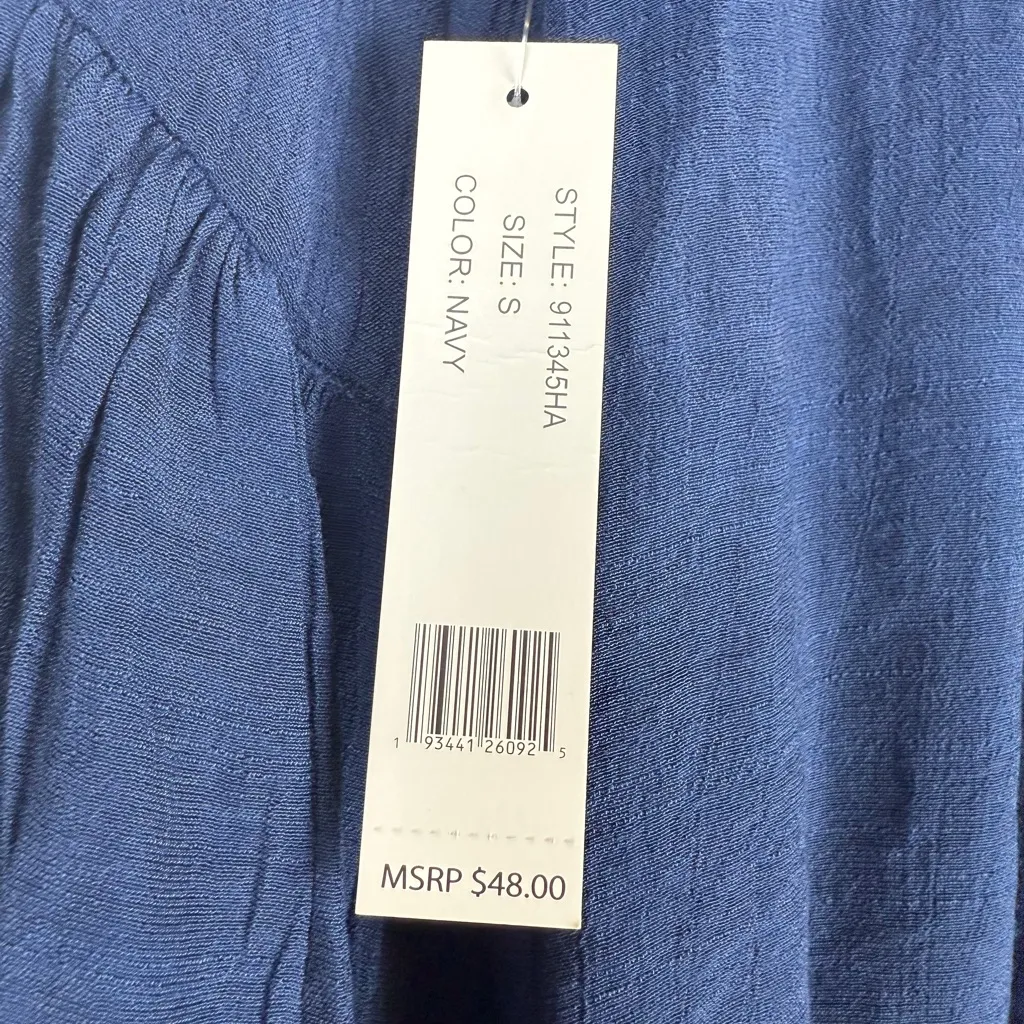 STYLE: 911345HA
SIZE: S
COLOR: NAVY
1 93441 26092 5
MSRP $48.00